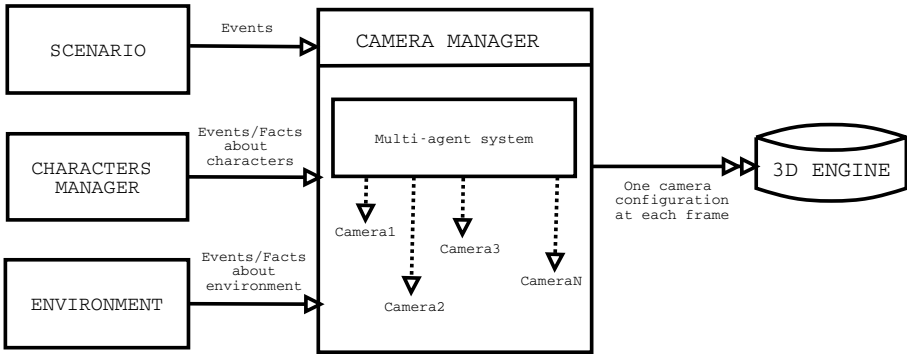 SCENARIO
Events
CAMERA MANAGER
Multi-agent system
CHARACTERS
MANAGER
Events/Facts
about
characters
Camera1
Camera2
Camera3
CameraN
ENVIRONMENT
Events/Facts
about
environment
One camera
configuration
at each frame
3D ENGINE